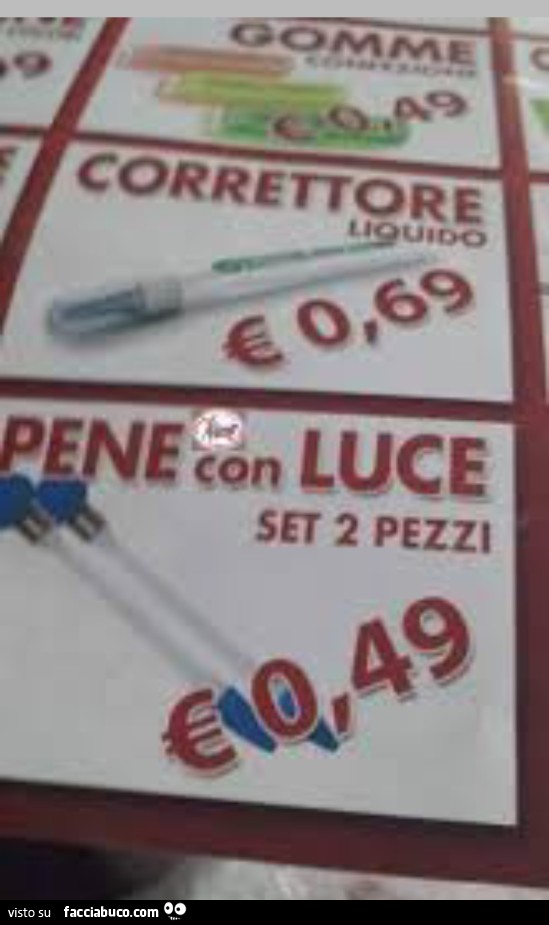 GOMME
CONFEZIONE
€ 0,49
CORRETTORE
LIQUIDO
€ 0,69
PENE con LUCE
SET 2 PEZZI
€ 0,49
visto su facciabuco.com